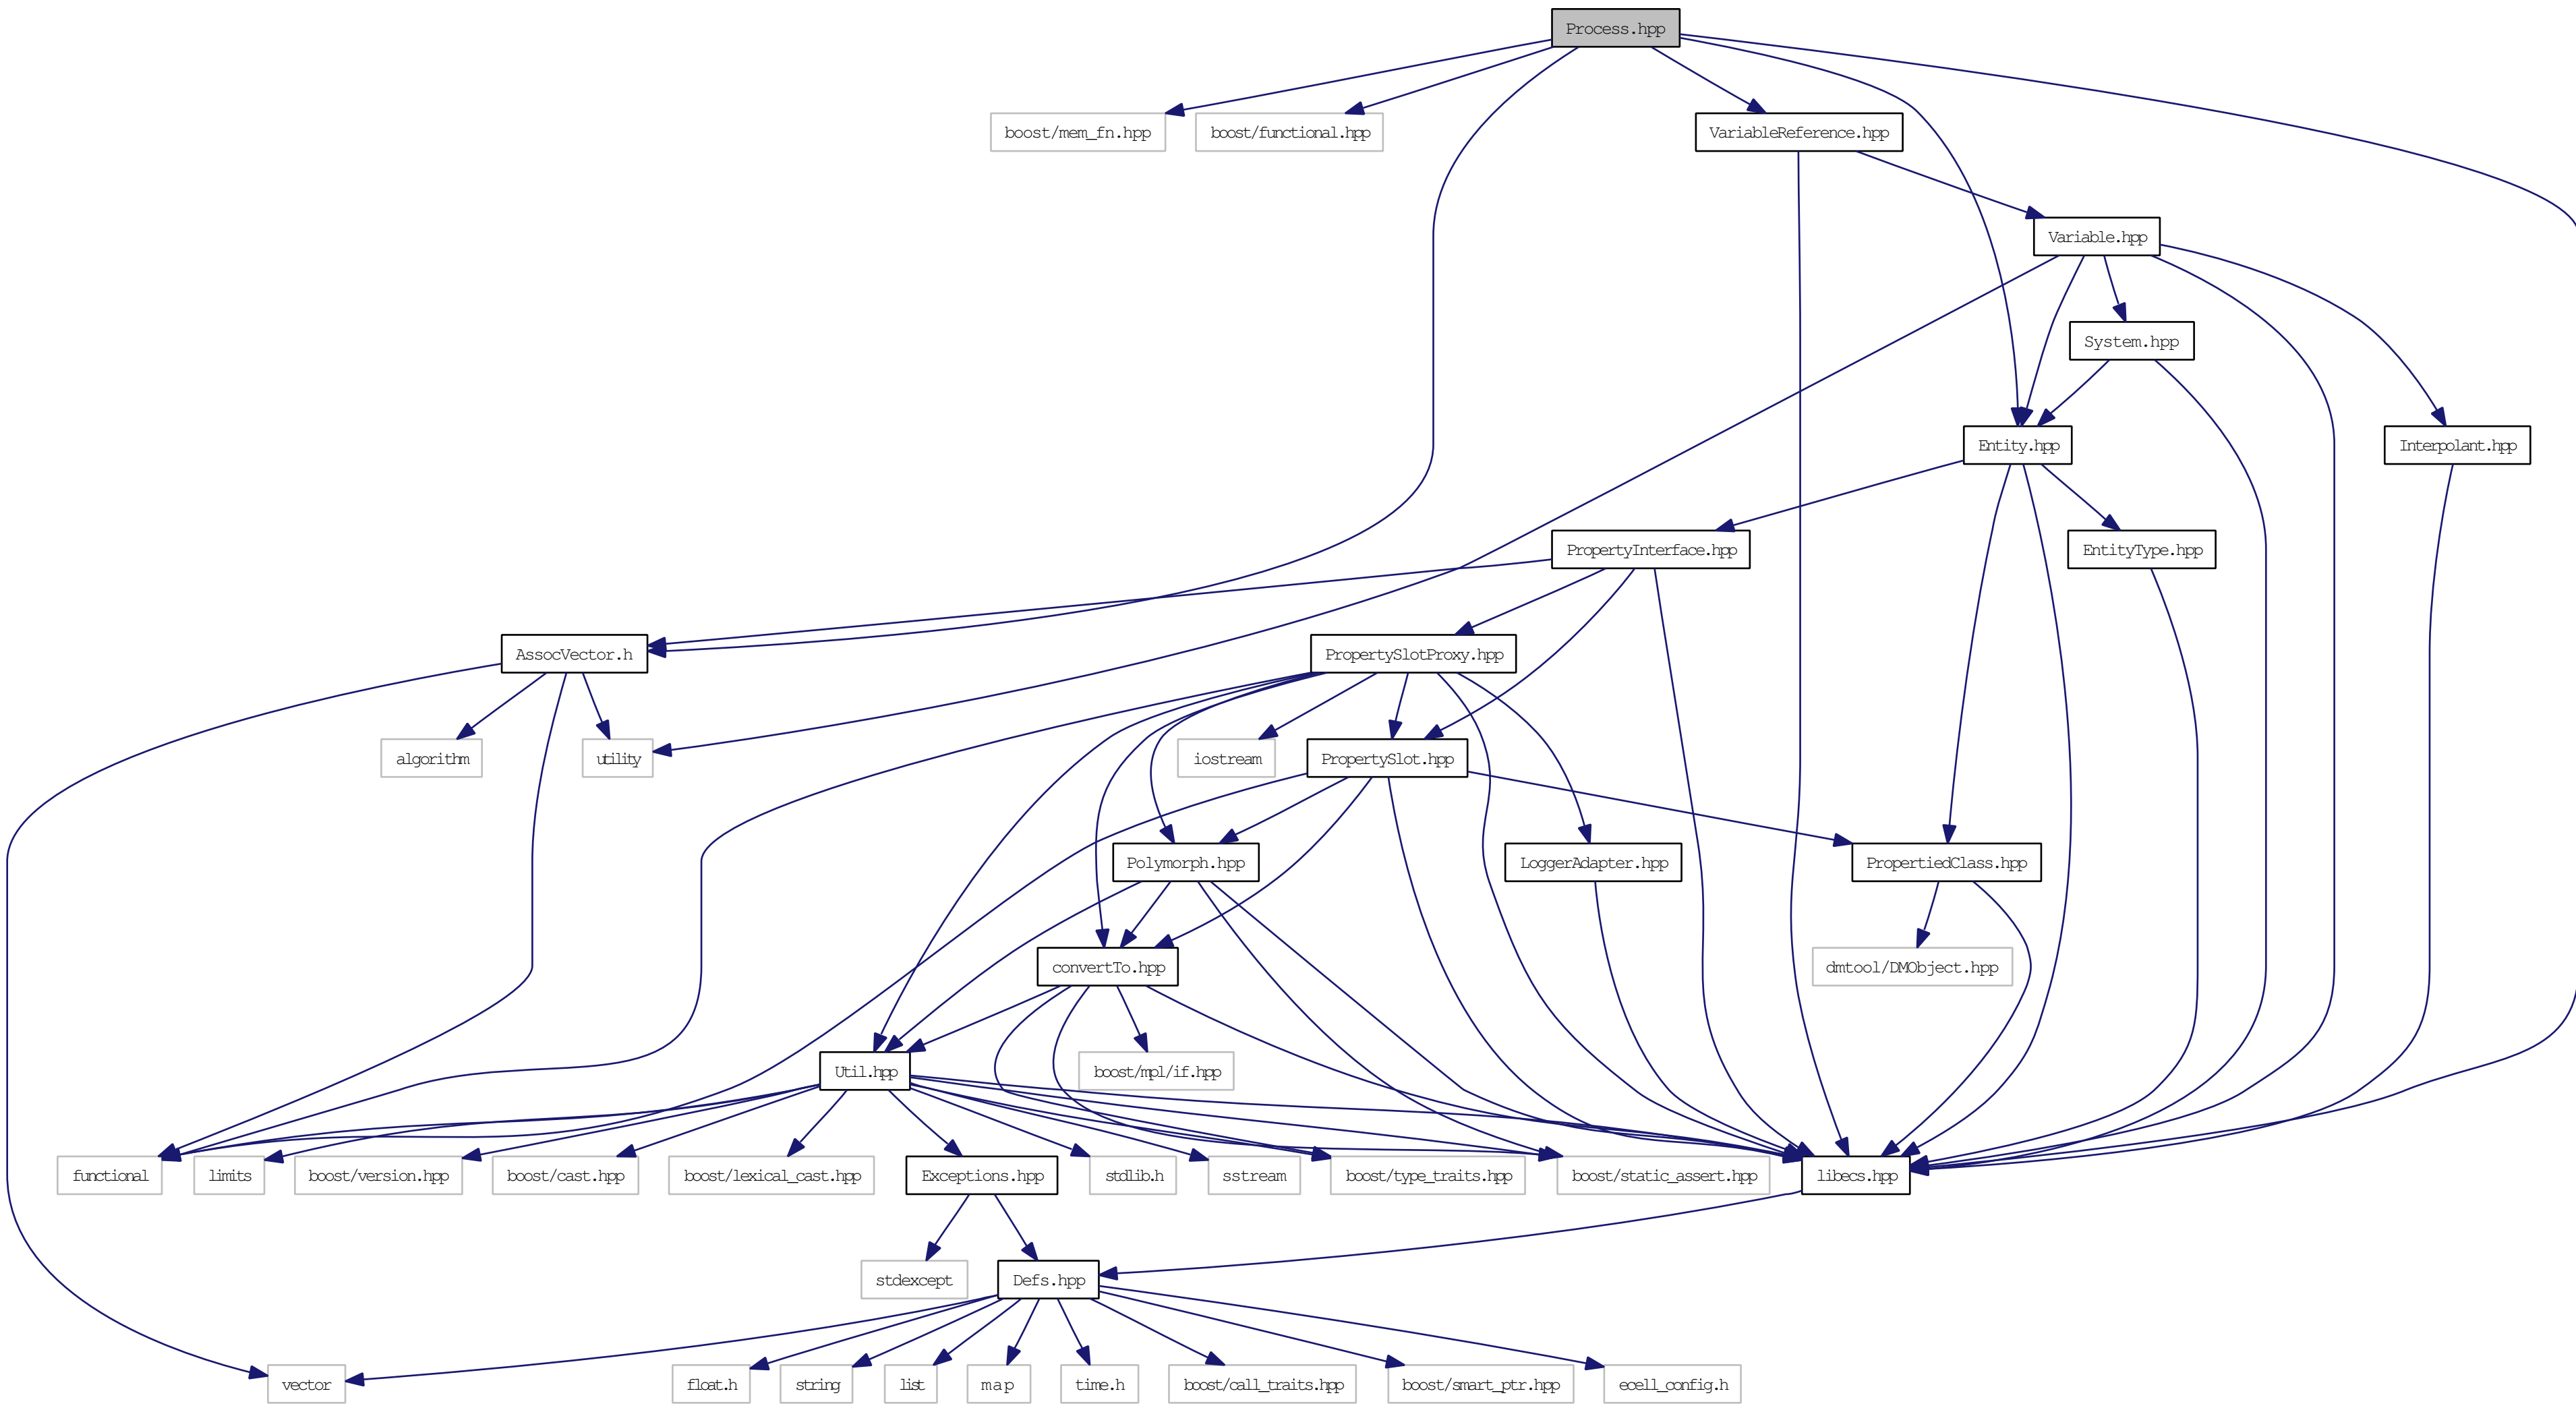 Process.hpp
boost/mem_fn.hpp
boost/functional.hpp
VariableReference.hpp
Variable.hpp
System.hpp
Entity.hpp
Interpolant.hpp
PropertyInterface.hpp
EntityType.hpp
AssocVector.h
PropertySlotProxy.hpp
algorithm
utility
iostream
PropertySlot.hpp
Polymorph.hpp
LoggerAdapter.hpp
PropertiedClass.hpp
convertTo.hpp
dmtool/DMObject.hpp
Util.hpp
boost/mpl/if.hpp
functional
limits
boost/version.hpp
boost/cast.hpp
boost/lexical_cast.hpp
Exceptions.hpp
stdlib.h
sstream
boost/type_traits.hpp
boost/static_assert.hpp
libecs.hpp
stdexcept
Defs.hpp
vector
float.h
string
list
map
time.h
boost/call_traits.hpp
boost/smart_ptr.hpp
ecell_config.h